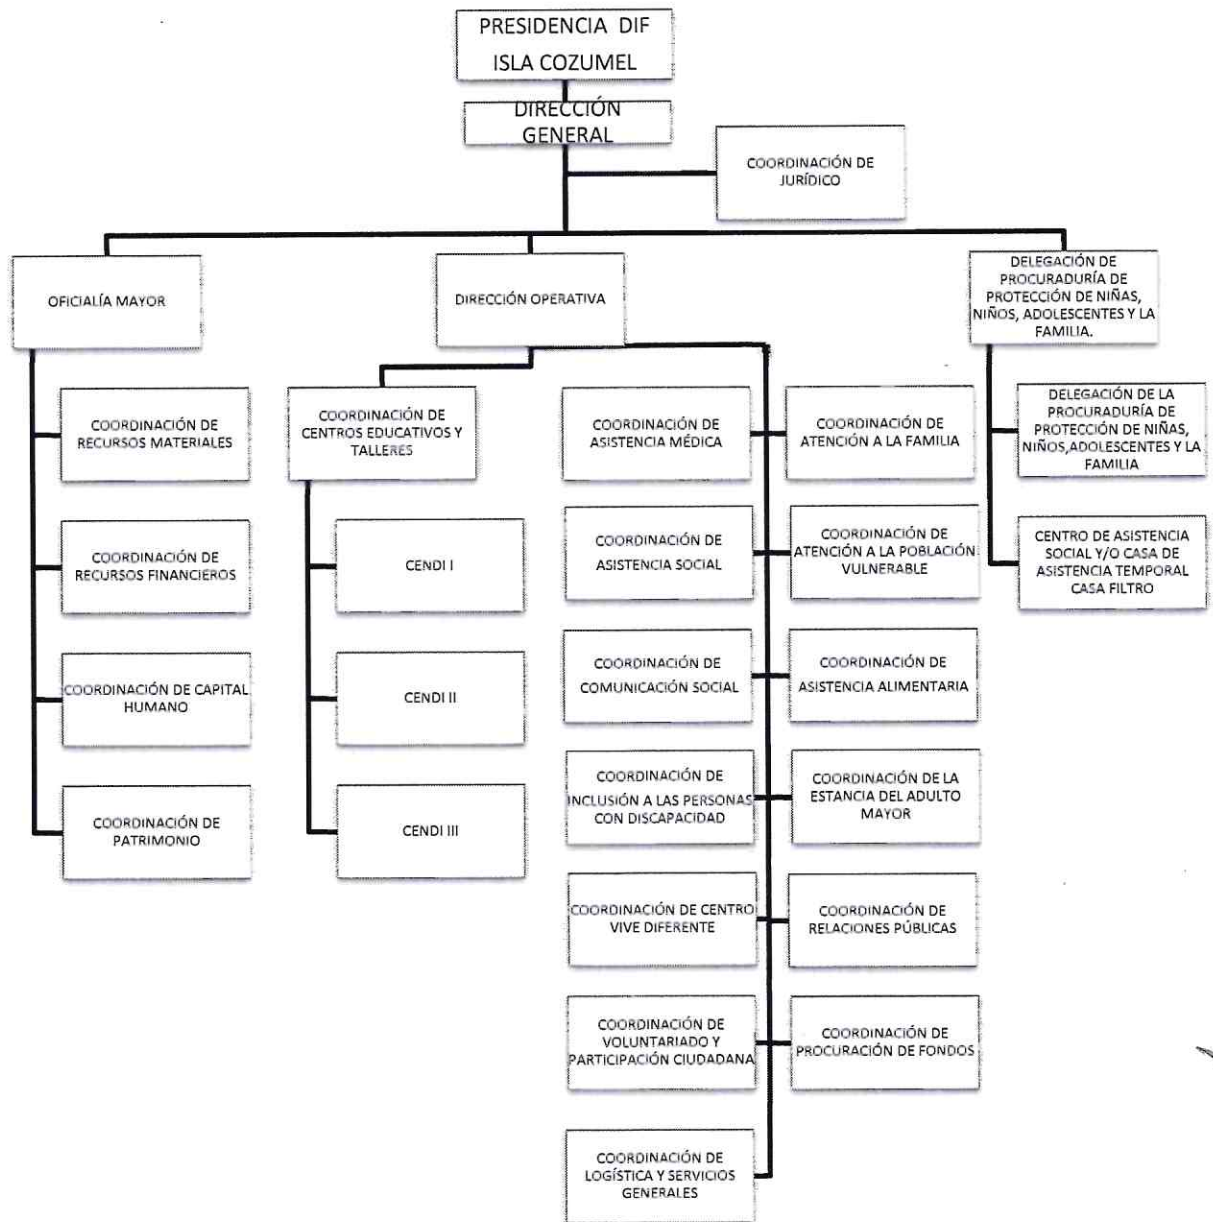 PRESIDENCIA DIF
ISLA COZUMEL
DIRECCIÓN
GENERAL
COORDINACIÓN DE
JURÍDICO
OFICIALÍA MAYOR
DIRECCIÓN OPERATIVA
DELEGACIÓN DE
PROCURADURÍA DE
PROTECCIÓN DE NIÑAS,
NIÑOS, ADOLESCENTES Y LA
FAMILIA.
COORDINACIÓN DE
RECURSOS MATERIALES
COORDINACIÓN DE
RECURSOS FINANCIEROS
COORDINACIÓN DE CAPITAL
HUMANO
COORDINACIÓN DE
PATRIMONIO
COORDINACIÓN DE
CENTROS EDUCATIVOS Y
TALLERES
CENDI I
CENDI II
CENDI III
COORDINACIÓN DE
ASISTENCIA MÉDICA
COORDINACIÓN DE
ATENCIÓN A LA FAMILIA
COORDINACIÓN DE
ASISTENCIA SOCIAL
COORDINACIÓN DE
ATENCIÓN A LA POBLACIÓN
VULNERABLE
COORDINACIÓN DE
COMUNICACIÓN SOCIAL
COORDINACIÓN DE
ASISTENCIA ALIMENTARIA
COORDINACIÓN DE
INCLUSIÓN A LAS PERSONAS
CON DISCAPACIDAD
COORDINACIÓN DE LA
ESTANCIA DEL ADULTO
MAYOR
COORDINACIÓN DE CENTRO
VIVE DIFERENTE
COORDINACIÓN DE
RELACIONES PÚBLICAS
COORDINACIÓN DE
VOLUNTARIADO Y
PARTICIPACIÓN CIUDADANA
COORDINACIÓN DE
PROCURACIÓN DE FONDOS
COORDINACIÓN DE
LOGÍSTICA Y SERVICIOS
GENERALES
DELEGACIÓN DE LA
PROCURADURÍA DE
PROTECCIÓN DE NIÑAS,
NIÑOS,ADOLESCENTES Y LA
FAMILIA
CENTRO DE ASISTENCIA
SOCIAL Y/O CASA DE
ASISTENCIA TEMPORAL
CASA FILTRO